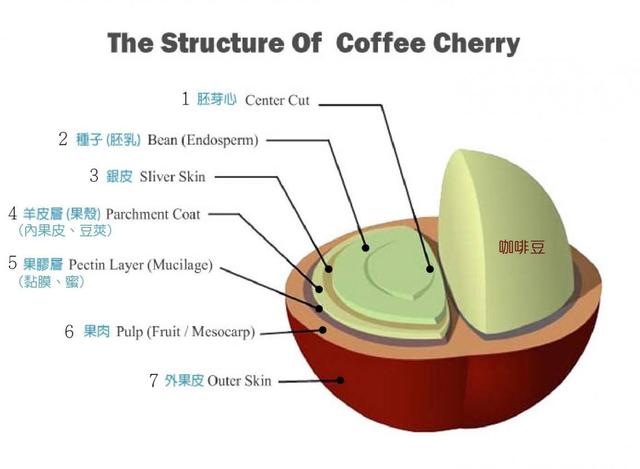 The Structure Of Coffee Cherry
1 胚芽心 Center Cut
2 種子(胚乳) Bean (Endosperm)
3 銀皮 Sliver Skin
4 羊皮層(果殼) Parchment Coat
(內果皮、豆莢)
5 果膠層 Pectin Layer (Mucilage)
(黏膜、蜜)
6 果肉 Pulp (Fruit / Mesocarp)
7 外果皮 Outer Skin
咖啡豆